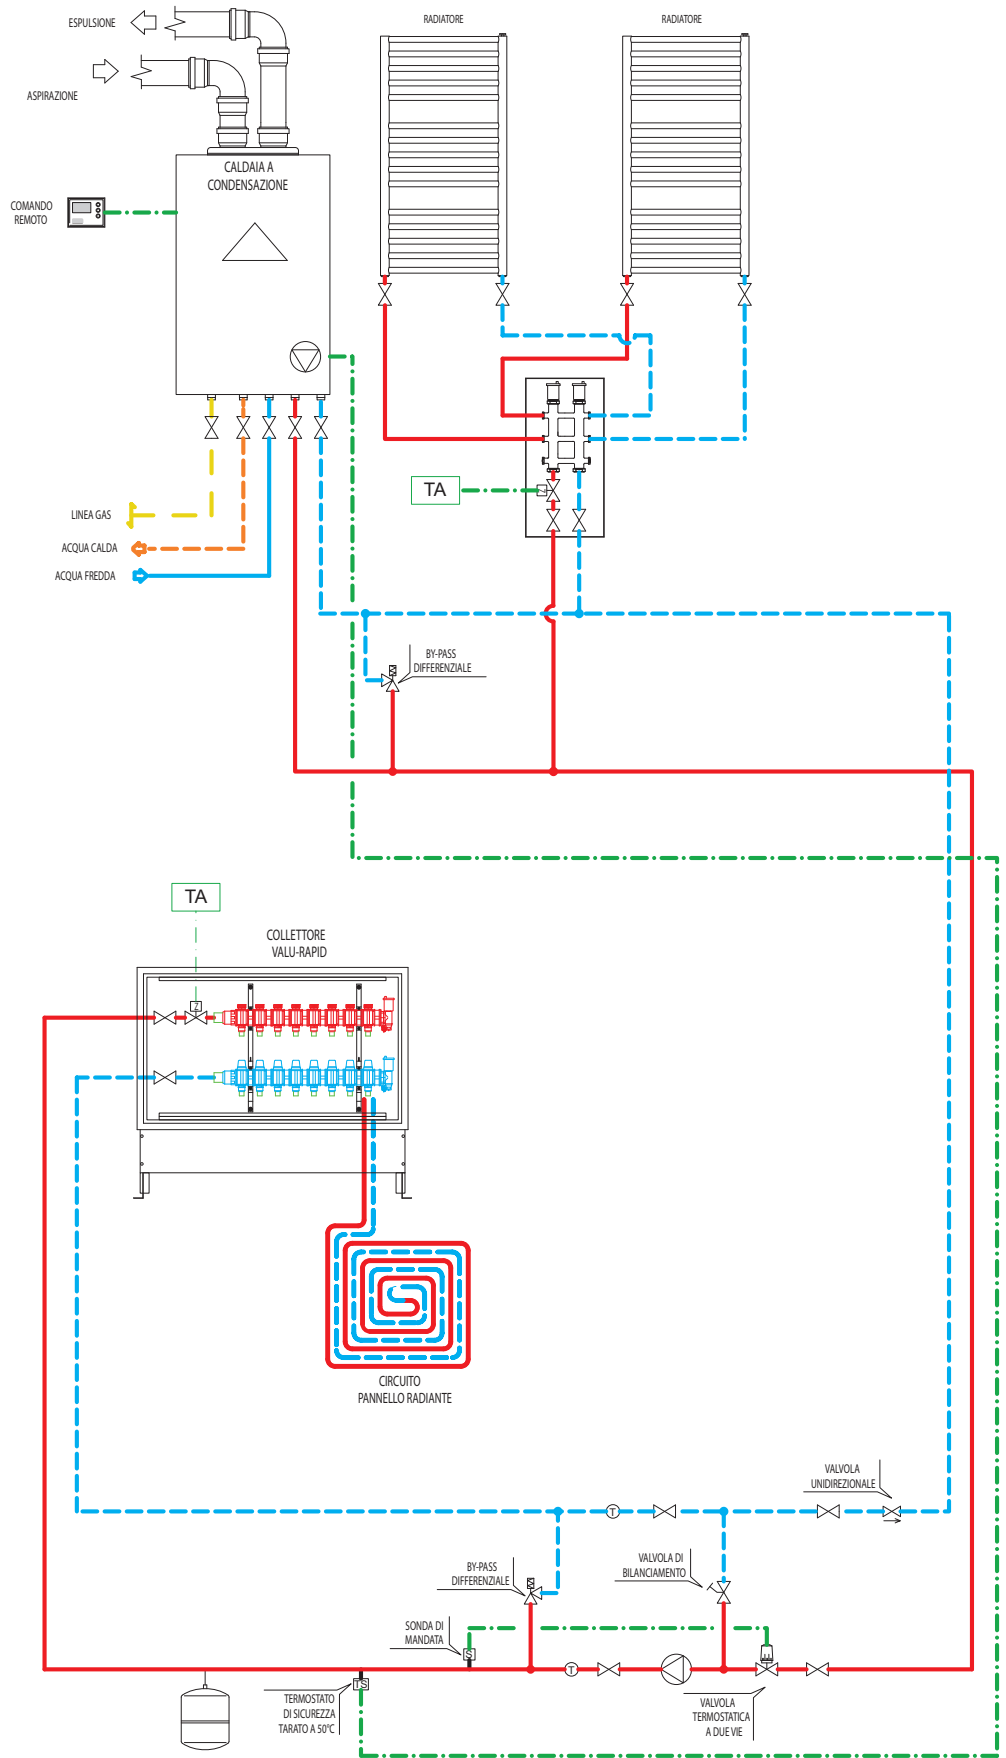 ESPULSIONE
ASPIRAZIONE
RADIATORE
RADIATORE
CALDAIA A
CONDENSAZIONE
COMANDO
REMOTO
TA
LINEA GAS
ACQUA CALDA
ACQUA FREDDA
BY-PASS
DIFFERENZIALE
TA
COLLETTORE
VALU-RAPID
CIRCUITO
PANNELLO RADIANTE
VALVOLA
UNIDIREZIONALE
T
BY-PASS
DIFFERENZIALE
VALVOLA DI
BILANCIAMENTO
SONDA DI
MANDATA
S
T
TS
TERMOSTATO
DI SICUREZZA
TARATO A 50°C
VALVOLA
TERMOSTATICA
A DUE VIE